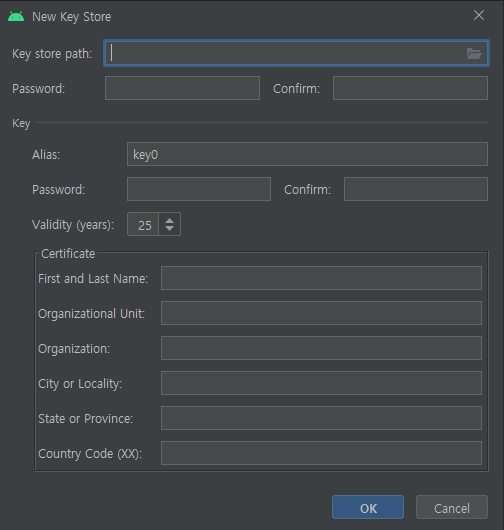 New Key Store
Key store path:
Password: Confirm:
Key
Alias: key0
Password: Confirm:
Validity (years): 25
Certificate
First and Last Name:
Organizational Unit:
Organization:
City or Locality:
State or Province:
Country Code (XX):
OK Cancel